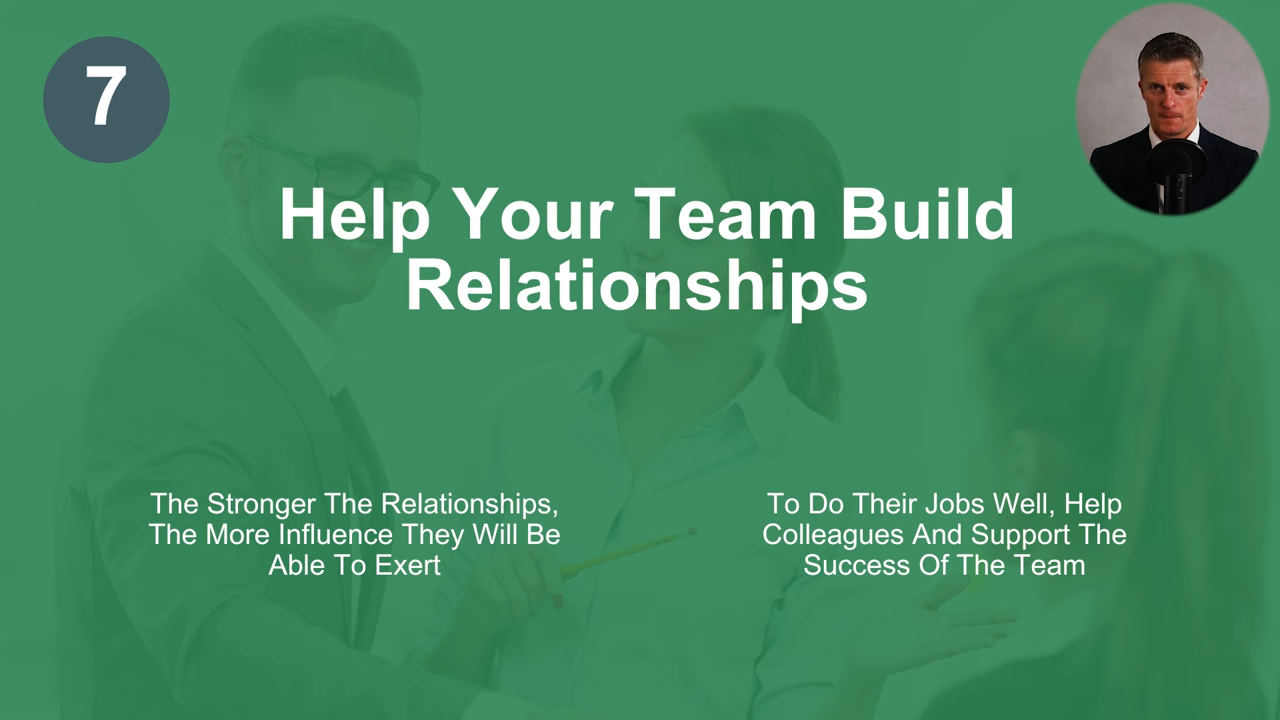 7
Help Your Team Build
Relationships
The Stronger The Relationships,
The More Influence They Will Be
Able To Exert
To Do Their Jobs Well, Help
Colleagues And Support The
Success Of The Team